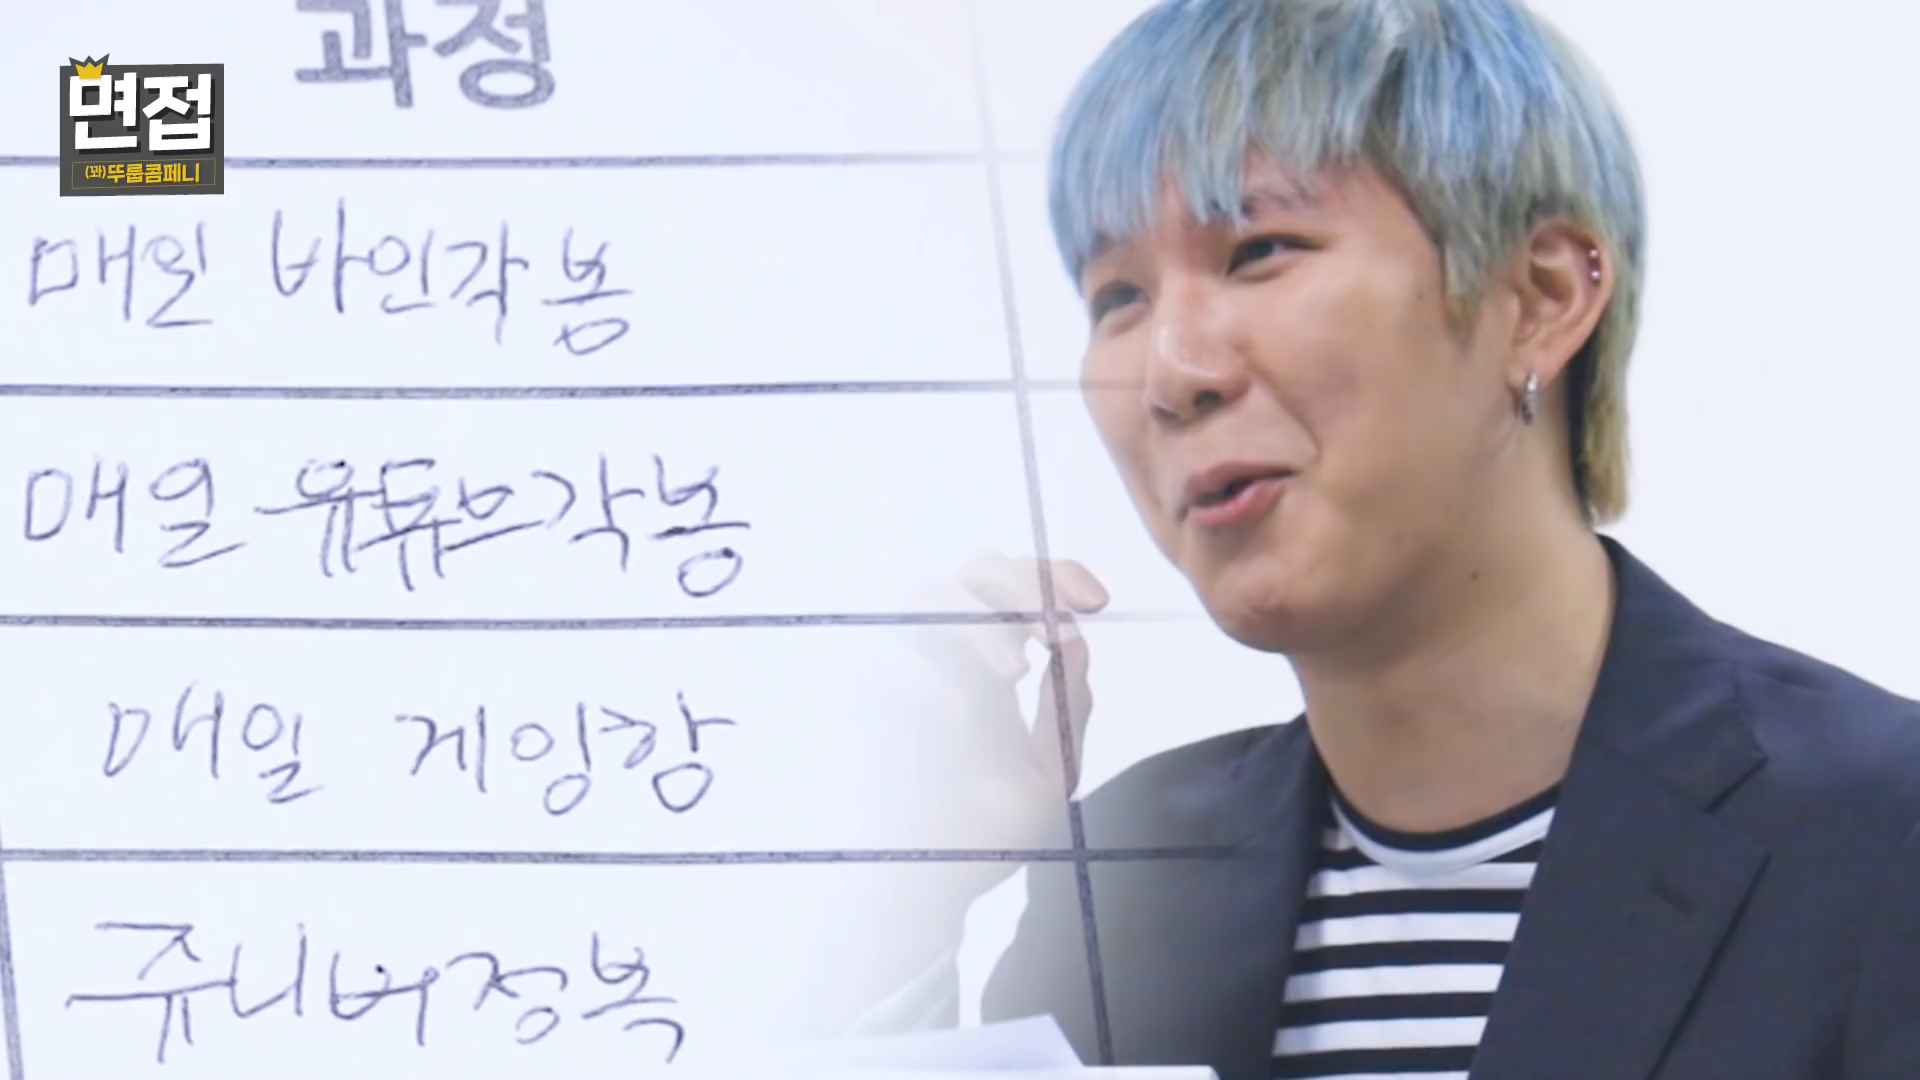 과정
면접
(꽈)뚜룹콤페니
매일 바인각봄
매일 유튜브각봄
매일 게임함
쥬니버정복